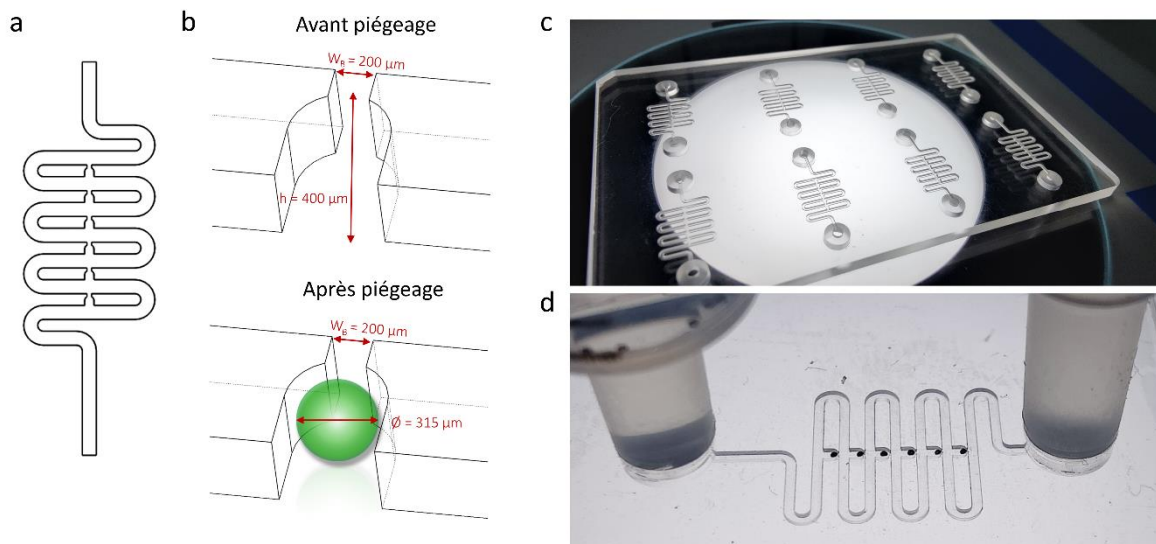 a
b
Avant piégeage
W_B = 200 µm
h = 400 µm
Après piégeage
W_B = 200 µm
Ø = 315 µm
c
d